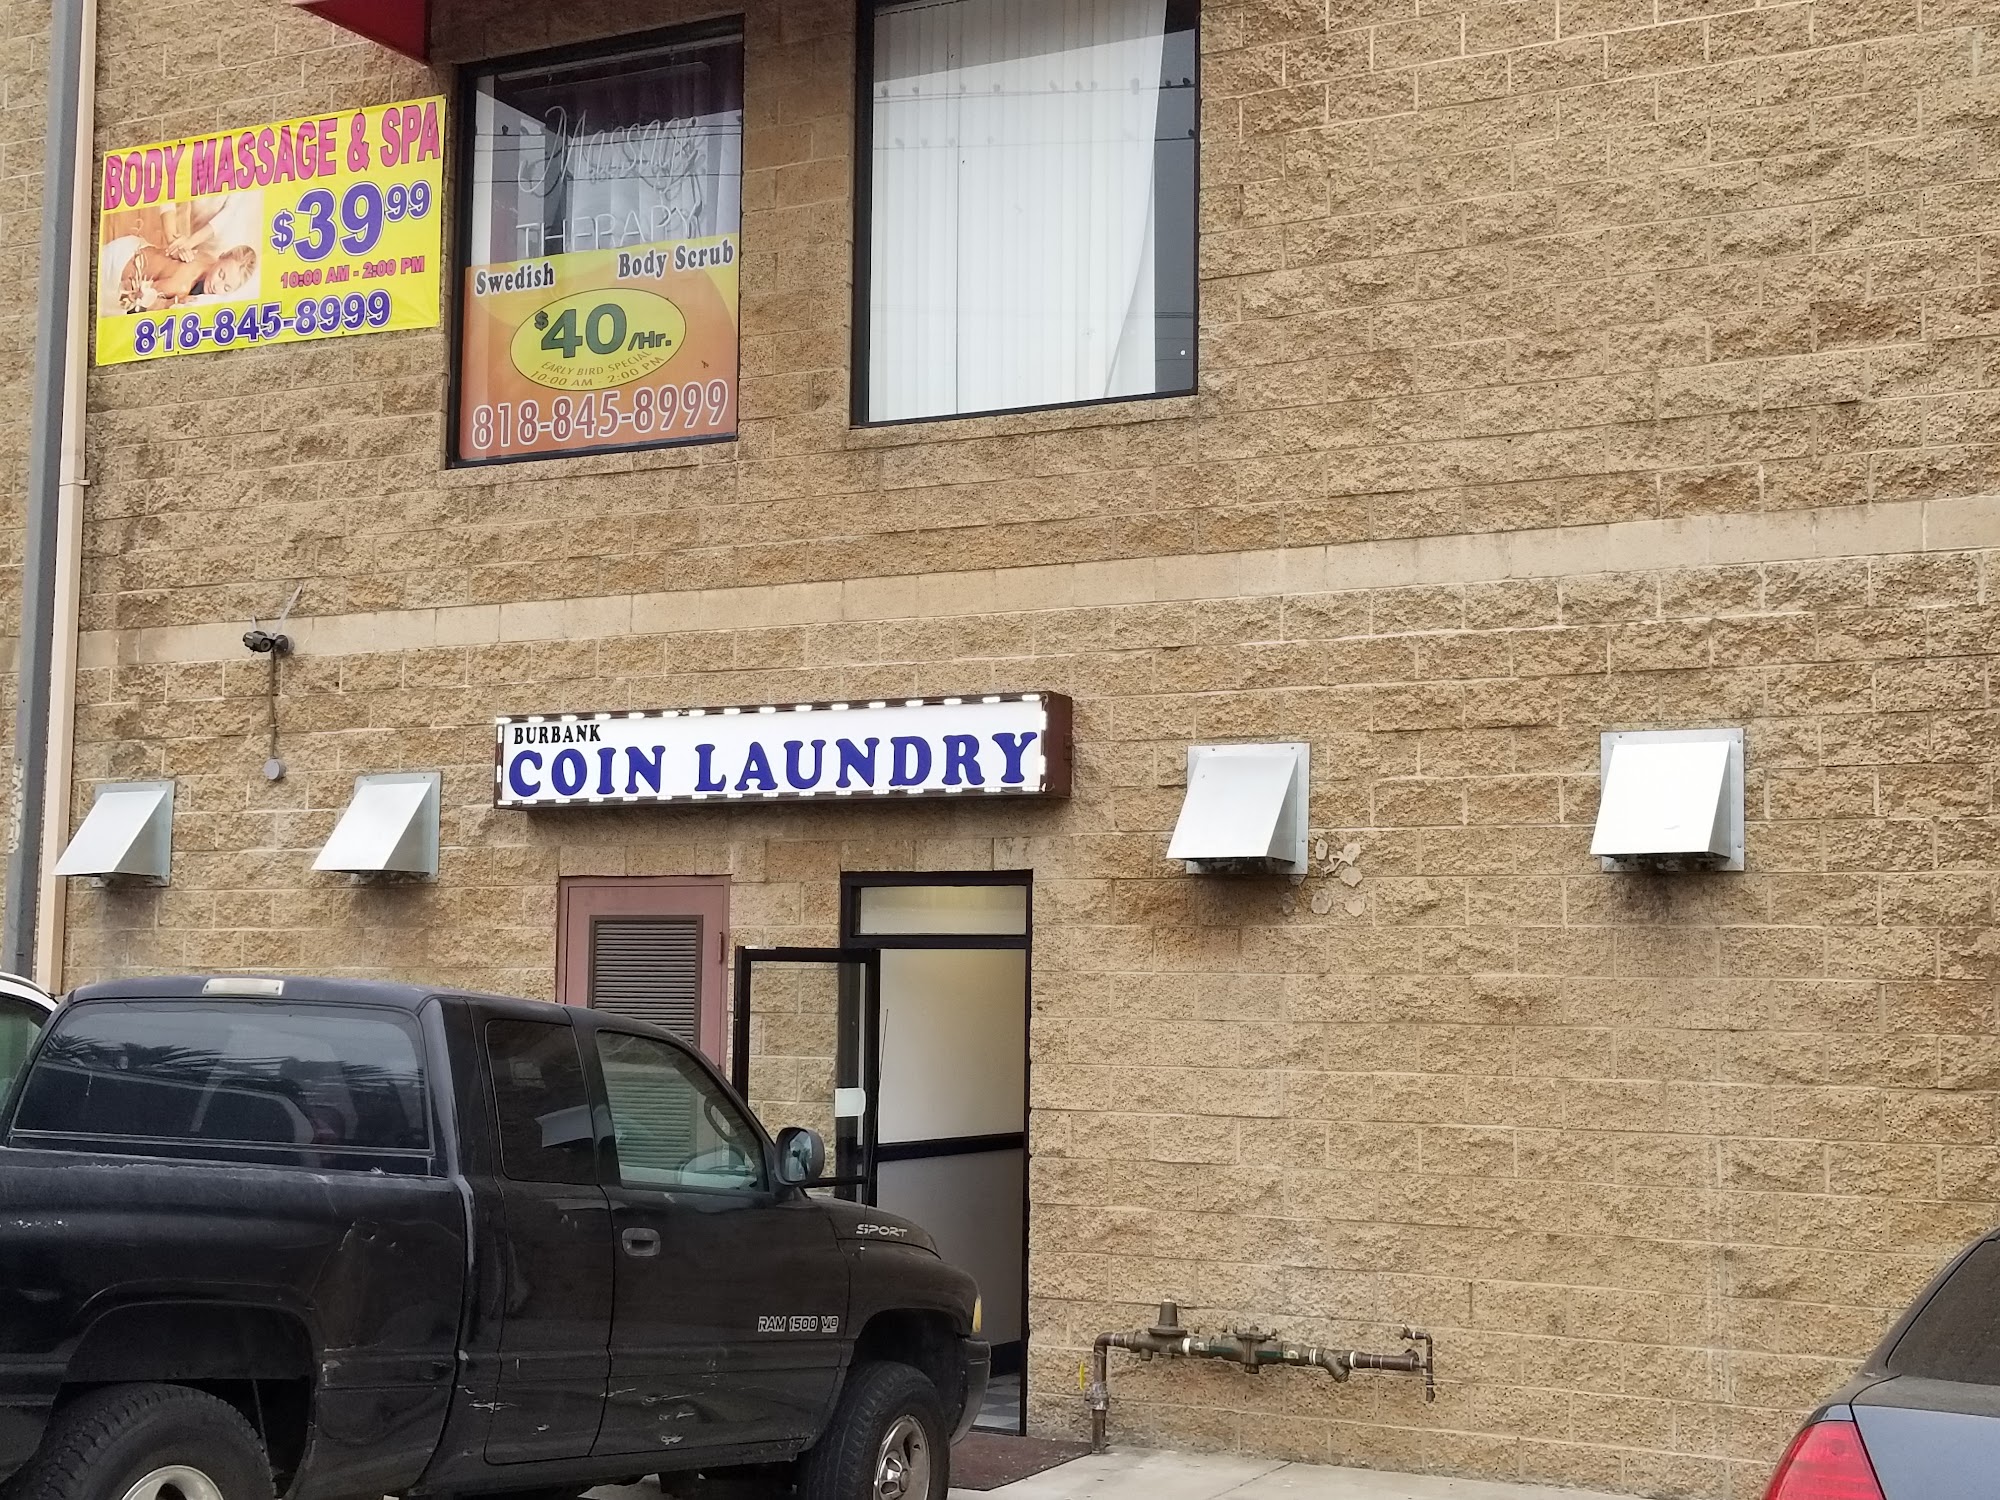 BODY MASSAGE & SPA
$39.99
10:00 AM - 2:00 PM
818-845-8999
Massage
THERAPY
Swedish Body Scrub
$40/Hr.
EARLY BIRD SPECIAL
10:00 AM - 2:00 PM
818-845-8999
BURBANK
COIN LAUNDRY
SPORT
RAM 1500 V8